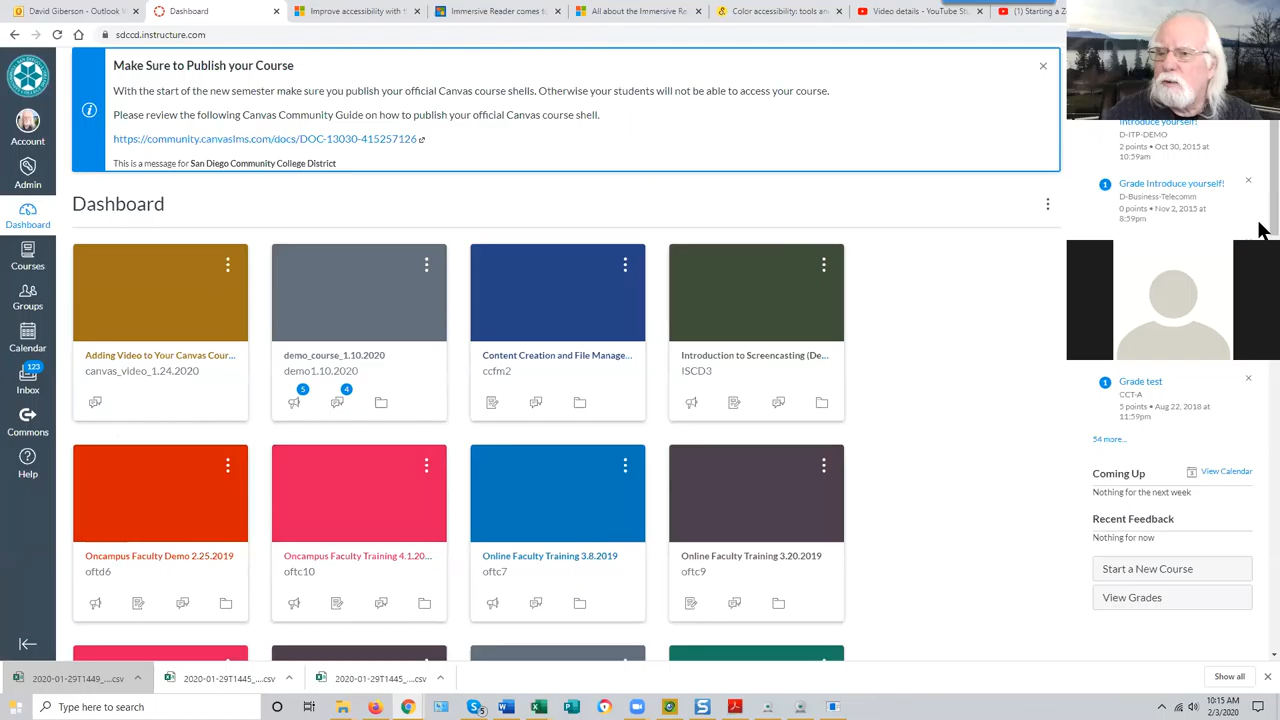 David Giberson - Outlook
Dashboard
Improve accessibility with
Immersive Reader comes t
All about the Immersive Re
Color accessibility: tools an
Video details - YouTube St
(1) Starting a Z
sdccd.instructure.com
Make Sure to Publish your Course
With the start of the new semester make sure you publish your official Canvas course shells. Otherwise your students will not be able to access your course.
Please review the following Canvas Community Guide on how to publish your official Canvas course shell.
https://community.canvaslms.com/docs/DOC-13030-415257126
This is a message for San Diego Community College District
Account
Admin
Dashboard
Courses
Groups
Calendar
123
Inbox
Commons
Help
Dashboard
Adding Video to Your Canvas Cour...
canvas_video_1.24.2020
demo_course_1.10.2020
demo1.10.2020
5
4
Content Creation and File Manage...
ccfm2
Introduction to Screencasting (De...
ISCD3
Oncampus Faculty Demo 2.25.2019
oftd6
Oncampus Faculty Training 4.1.20...
oftc10
Online Faculty Training 3.8.2019
oftc7
Online Faculty Training 3.20.2019
oftc9
Introduce yourself!
D-ITP-DEMO
2 points • Oct 30, 2015 at
10:59am
1
Grade Introduce yourself!
D-Business-Telecomm
0 points • Nov 2, 2015 at
8:59pm
1
Grade test
CCT-A
5 points • Aug 22, 2018 at
11:59pm
54 more...
Coming Up
View Calendar
Nothing for the next week
Recent Feedback
Nothing for now
Start a New Course
View Grades
2020-01-29T1449_....csv
2020-01-29T1445_....csv
2020-01-29T1445_....csv
Show all
Type here to search
10:15 AM
2/3/2020